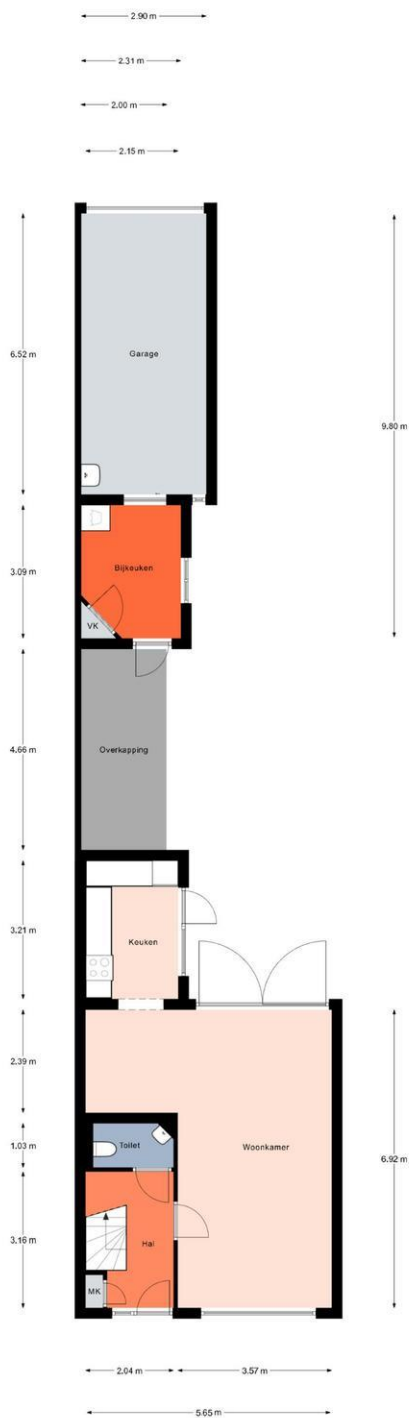 2.90 m
2.31 m
2.00 m
2.15 m
6.52 m
Garage
9.80 m
3.09 m
Bijkeuken
VK
4.66 m
Overkapping
3.21 m
Keuken
2.39 m
1.03 m
Toilet
Woonkamer
6.92 m
3.16 m
Hal
MK
2.04 m
3.57 m
5.65 m